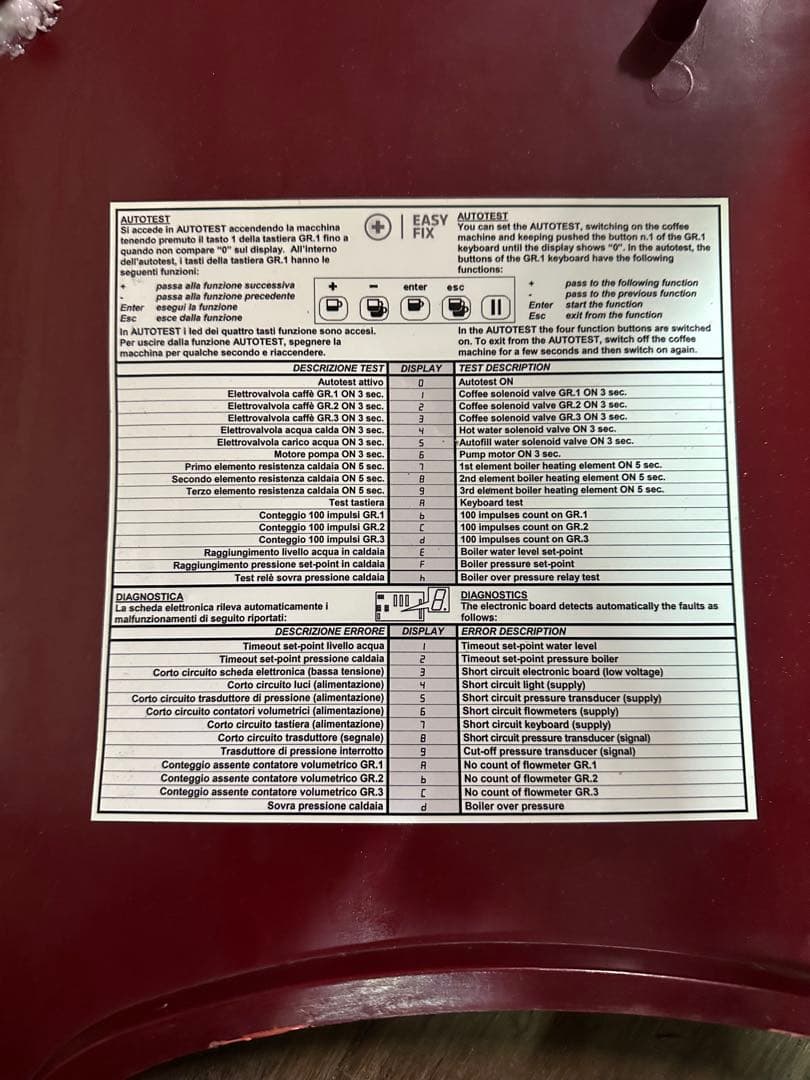 AUTOTEST
Si accede in AUTOTEST accendendo la macchina
tenendo premuto il tasto 1 della tastiera GR.1 fino a
quando non compare "0" sul display. All'interno
dell'autotest, i tasti della tastiera GR.1 hanno le
seguenti funzioni:
+ passa alla funzione successiva
- passa alla funzione precedente
Enter esegui la funzione
Esc esce dalla funzione
In AUTOTEST i led dei quattro tasti funzione sono accesi.
Per uscire dalla funzione AUTOTEST, spegnere la
macchina per qualche secondo e riaccendere.
EASY
FIX
+ - enter esc
AUTOTEST
You can set the AUTOTEST, switching on the coffee
machine and keeping pushed the button n.1 of the GR.1
keyboard until the display shows "0". In the autotest, the
buttons of the GR.1 keyboard have the following
functions:
+ pass to the following function
- pass to the previous function
Enter start the function
Esc exit from the function
In the AUTOTEST the four function buttons are switched
on. To exit from the AUTOTEST, switch off the coffee
machine for a few seconds and then switch on again.
DESCRIZIONE TEST DISPLAY TEST DESCRIPTION
Autotest attivo 0 Autotest ON
Elettrovalvola caffè GR.1 ON 3 sec. 1 Coffee solenoid valve GR.1 ON 3 sec.
Elettrovalvola caffè GR.2 ON 3 sec. 2 Coffee solenoid valve GR.2 ON 3 sec.
Elettrovalvola caffè GR.3 ON 3 sec. 3 Coffee solenoid valve GR.3 ON 3 sec.
Elettrovalvola acqua calda ON 3 sec. 4 Hot water solenoid valve ON 3 sec.
Elettrovalvola carico acqua ON 3 sec. 5 Autofill water solenoid valve ON 3 sec.
Motore pompa ON 3 sec. 6 Pump motor ON 3 sec.
Primo elemento resistenza caldaia ON 5 sec. 7 1st element boiler heating element ON 5 sec.
Secondo elemento resistenza caldaia ON 5 sec. 8 2nd element boiler heating element ON 5 sec.
Terzo elemento resistenza caldaia ON 5 sec. 9 3rd element boiler heating element ON 5 sec.
Test tastiera A Keyboard test
Conteggio 100 impulsi GR.1 b 100 impulses count on GR.1
Conteggio 100 impulsi GR.2 C 100 impulses count on GR.2
Conteggio 100 impulsi GR.3 d 100 impulses count on GR.3
Raggiungimento livello acqua in caldaia E Boiler water level set-point
Raggiungimento pressione set-point in caldaia F Boiler pressure set-point
Test relè sovra pressione caldaia h Boiler over pressure relay test
DIAGNOSTICA
La scheda elettronica rileva automaticamente i
malfunzionamenti di seguito riportati:
8.
DIAGNOSTICS
The electronic board detects automatically the faults as
follows:
DESCRIZIONE ERRORE DISPLAY ERROR DESCRIPTION
Timeout set-point livello acqua 1 Timeout set-point water level
Timeout set-point pressione caldaia 2 Timeout set-point pressure boiler
Corto circuito scheda elettronica (bassa tensione) 3 Short circuit electronic board (low voltage)
Corto circuito luci (alimentazione) 4 Short circuit light (supply)
Corto circuito trasduttore di pressione (alimentazione) 5 Short circuit pressure transducer (supply)
Corto circuito contatori volumetrici (alimentazione) 6 Short circuit flowmeters (supply)
Corto circuito tastiera (alimentazione) 7 Short circuit keyboard (supply)
Corto circuito trasduttore (segnale) 8 Short circuit pressure transducer (signal)
Trasduttore di pressione interrotto 9 Cut-off pressure transducer (signal)
Conteggio assente contatore volumetrico GR.1 A No count of flowmeter GR.1
Conteggio assente contatore volumetrico GR.2 b No count of flowmeter GR.2
Conteggio assente contatore volumetrico GR.3 C No count of flowmeter GR.3
Sovra pressione caldaia d Boiler over pressure